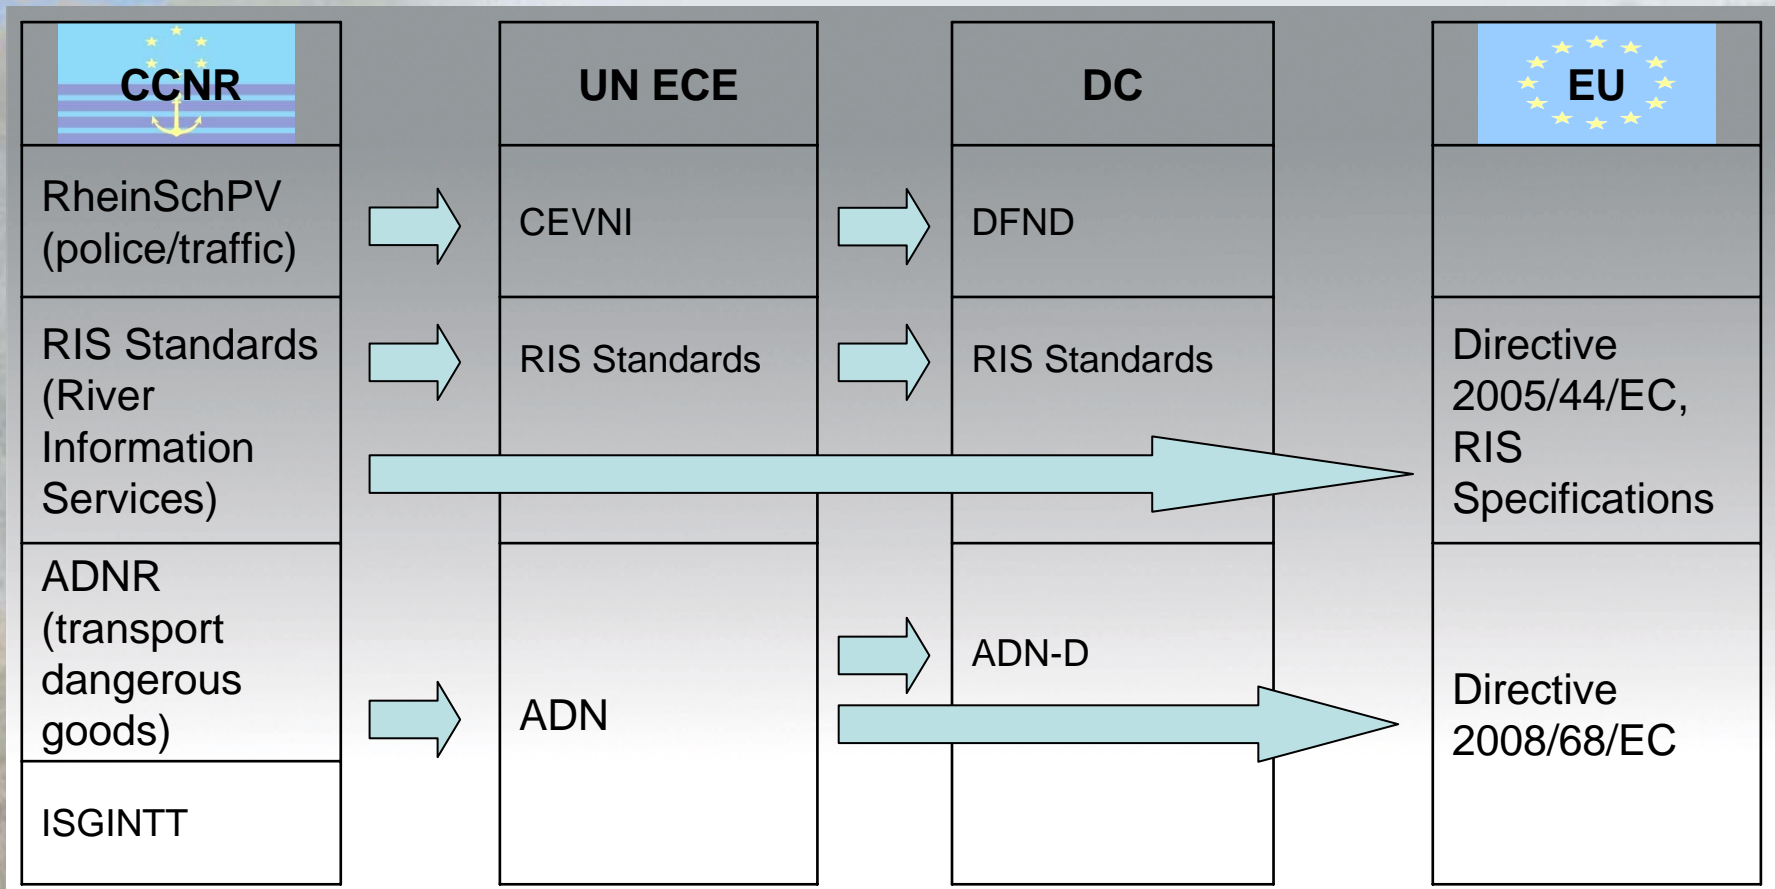 CCNR
UN ECE
DC
EU
RheinSchPV
(police/traffic)
CEVNI
DFND
RIS Standards
(River
Information
Services)
RIS Standards
RIS Standards
Directive
2005/44/EC,
RIS
Specifications
ADNR
(transport
dangerous
goods)
ADN
ADN-D
Directive
2008/68/EC
ISGINTT